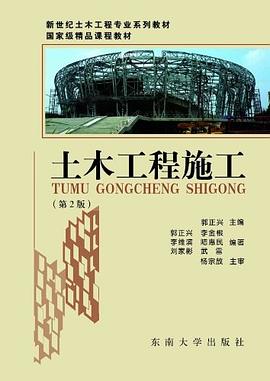 新世纪土木工程专业系列教材
国家级精品课程教材
土木工程施工
TUMU GONGCHENG SHIGONG
(第2版)
郭正兴 主编
郭正兴 李金根
李维滨 陆惠民 编著
刘家彬 武雷
杨宗放 主审
东南大学出版社